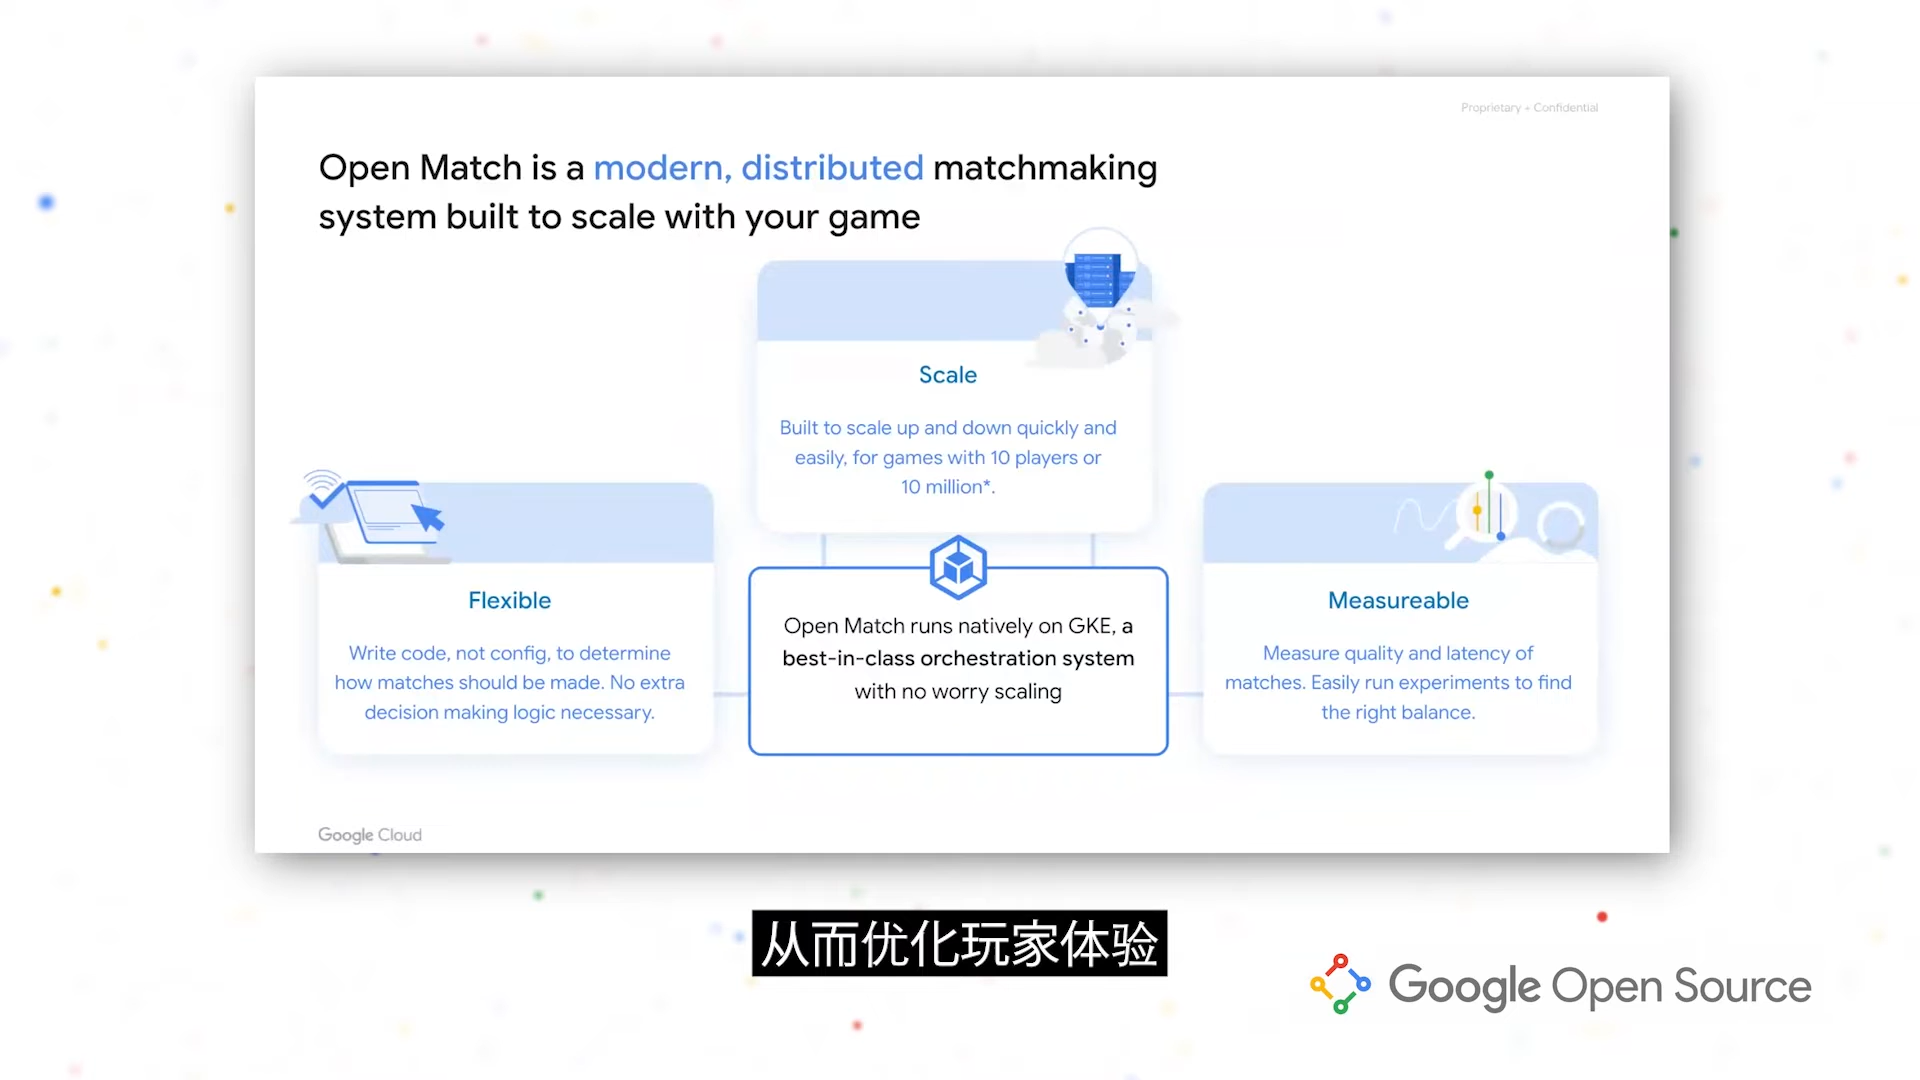 Proprietary + Confidential
Open Match is a modern, distributed matchmaking
system built to scale with your game
Scale
Built to scale up and down quickly and
easily, for games with 10 players or
10 million*.
Flexible
Write code, not config, to determine
how matches should be made. No extra
decision making logic necessary.
Open Match runs natively on GKE, a
best-in-class orchestration system
with no worry scaling
Measureable
Measure quality and latency of
matches. Easily run experiments to find
the right balance.
Google Cloud
从而优化玩家体验
Google Open Source